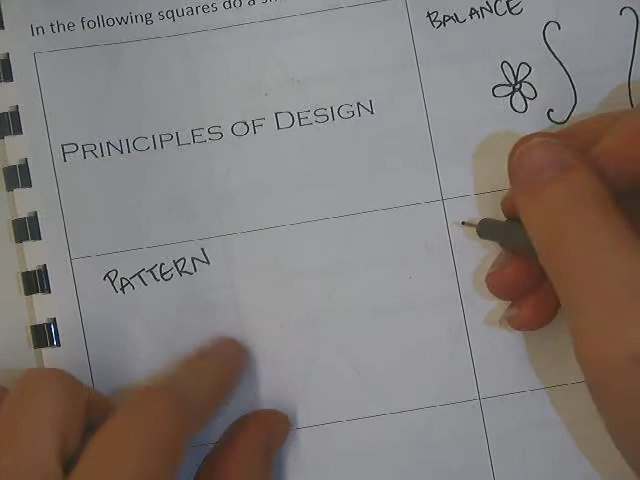 In the following squares do a
BALANCE
PRINICIPLES OF DESIGN
PATTERN